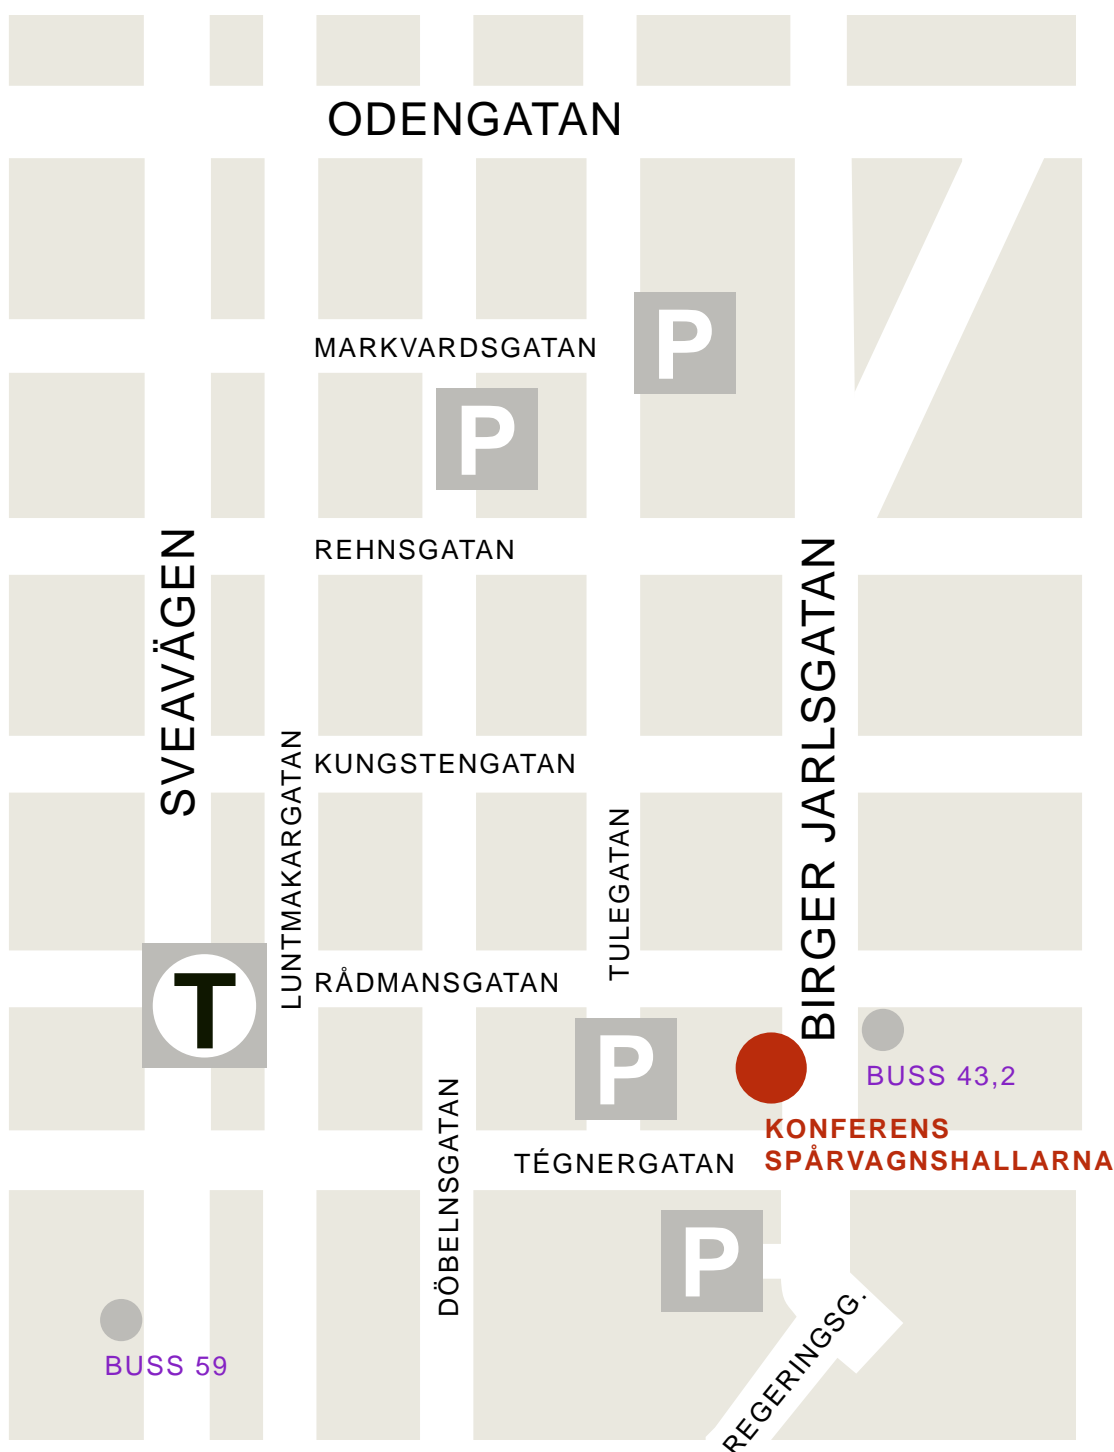 ODENGATAN
P
MARKVARDSGATAN
P
SVEAVÄGEN
REHNSGATAN
BIRGER JARLSGATAN
LUNTMAKARGATAN
KUNGSTENGATAN
TULEGATAN
T
RÅDMANSGATAN
P
BUSS 43,2
DÖBELNSGATAN
KONFERENS
SPÅRVAGNSHALLARNA
TÉGNERGATAN
P
REGERINGSG.
BUSS 59